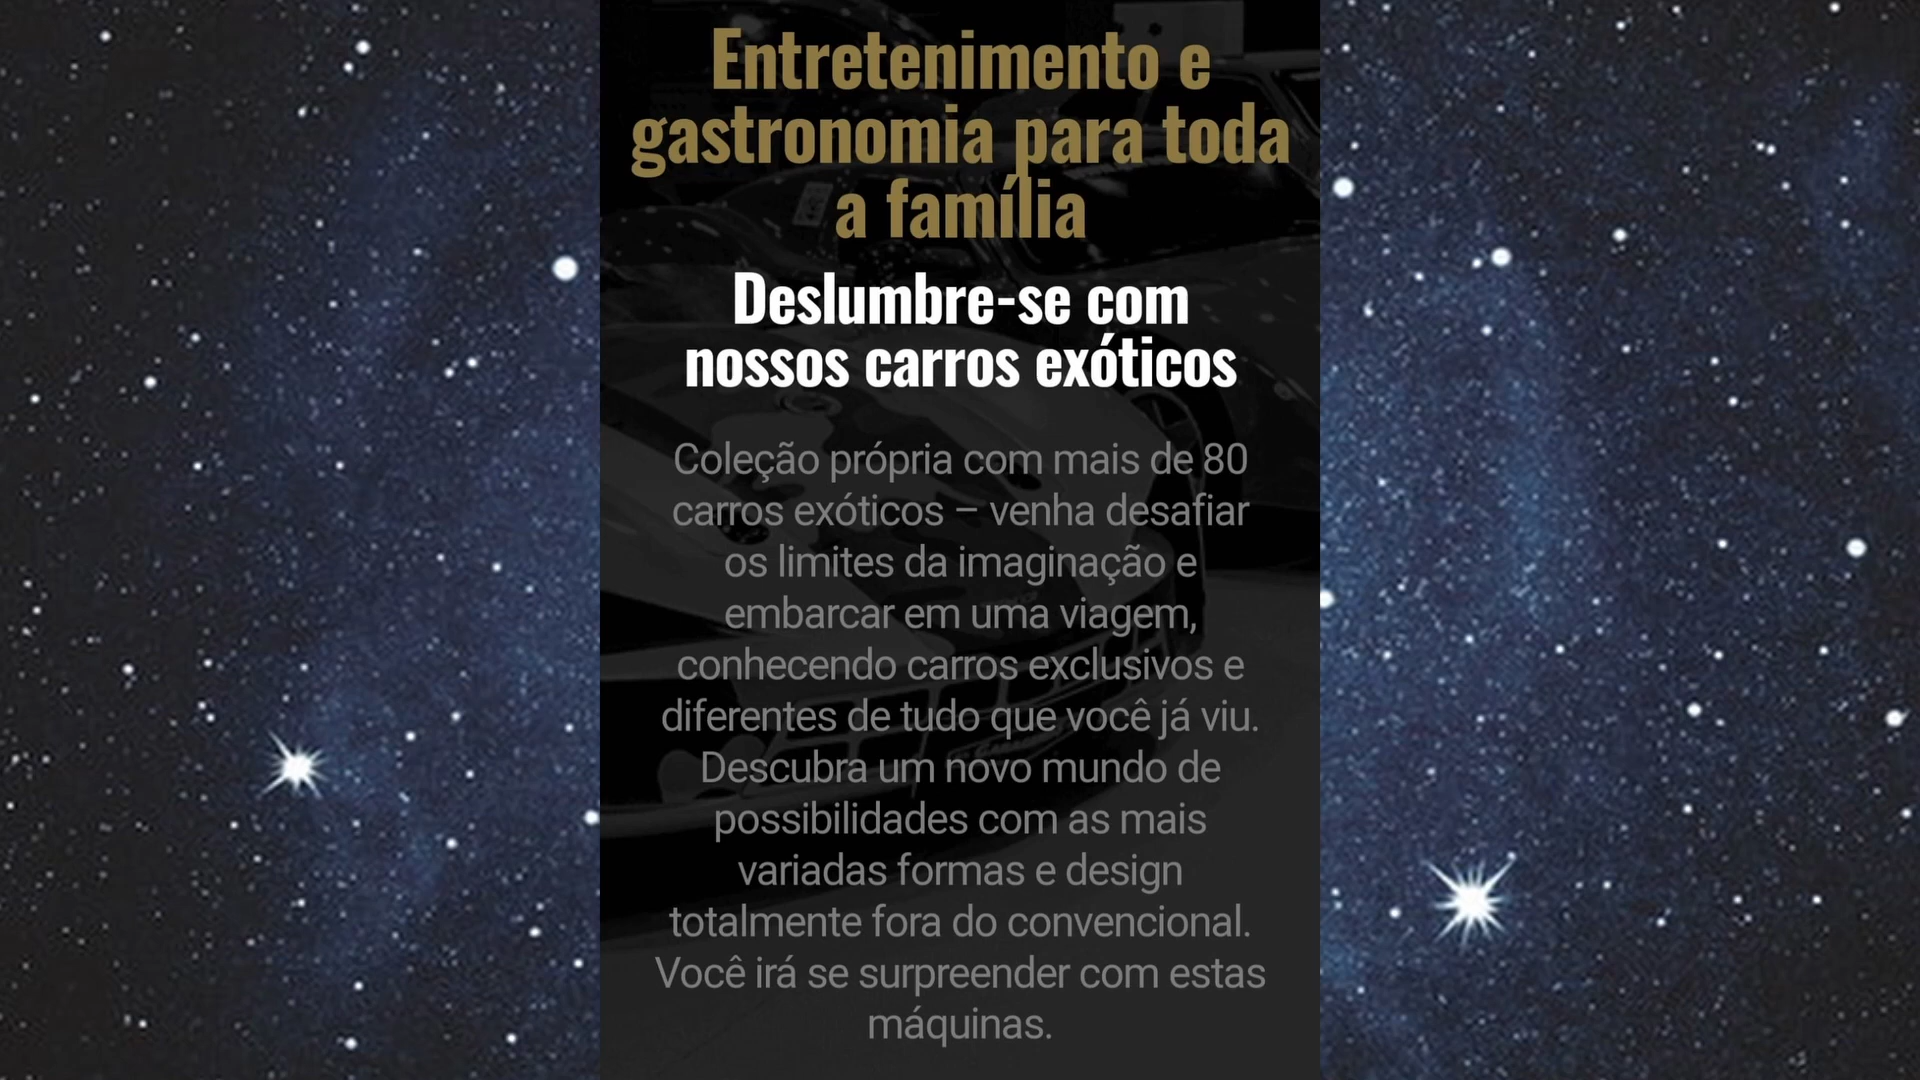 Entretenimento e
gastronomia para toda
a família
Deslumbre-se com
nossos carros exóticos
Coleção própria com mais de 80
carros exóticos – venha desafiar
os limites da imaginação e
embarcar em uma viagem,
conhecendo carros exclusivos e
diferentes de tudo que você já viu.
Descubra um novo mundo de
possibilidades com as mais
variadas formas e design
totalmente fora do convencional.
Você irá se surpreender com estas
máquinas.